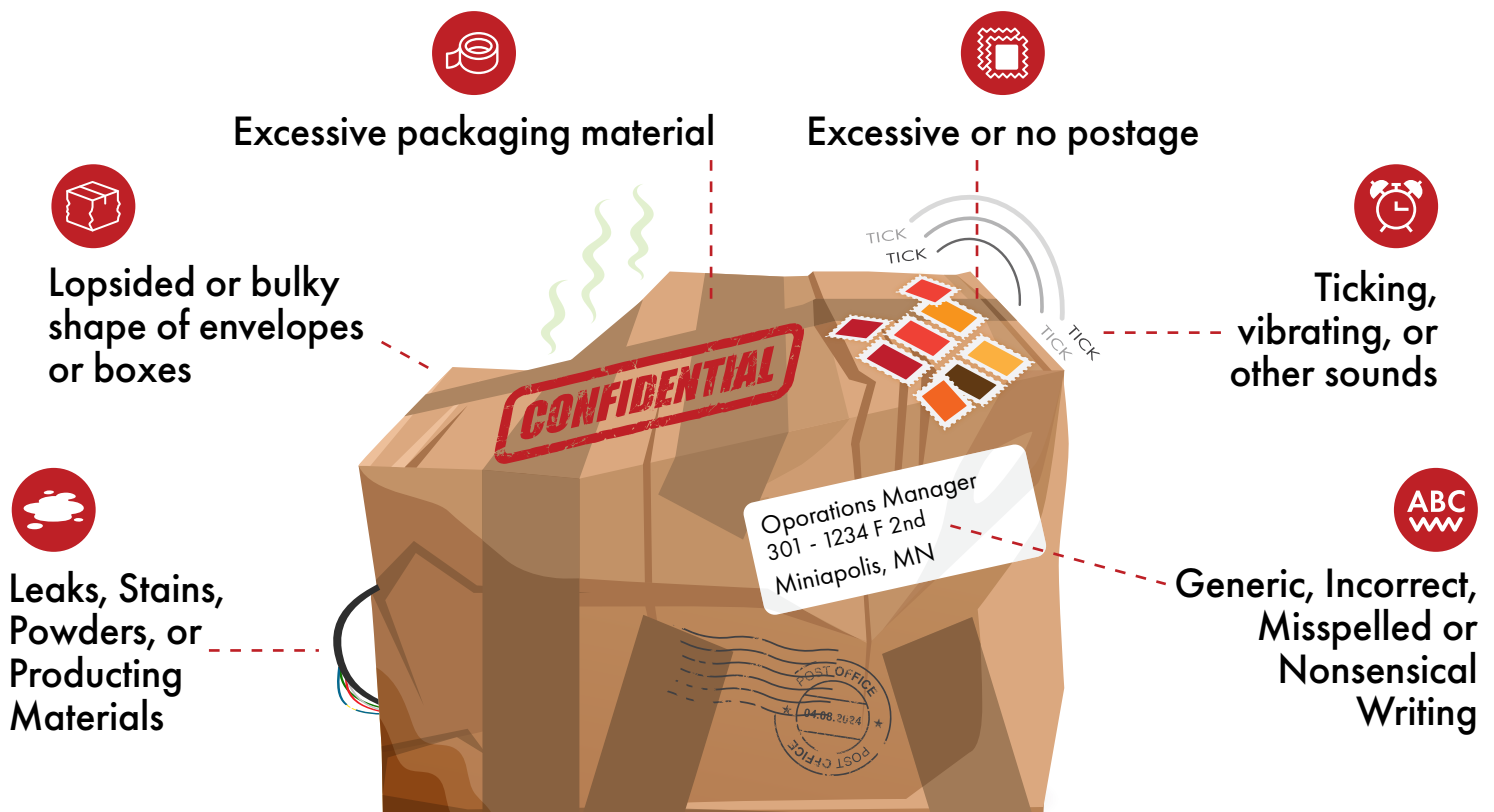 Excessive packaging material
Excessive or no postage
Lopsided or bulky
shape of envelopes
or boxes
TICK
TICK
TICK
TICK
Ticking,
vibrating, or
other sounds
CONFIDENTIAL
Leaks, Stains,
Powders, or
Producting
Materials
Oporations Manager
301 - 1234 F 2nd
Miniapolis, MN
ABC
Generic, Incorrect,
Misspelled or
Nonsensical
Writing
POST OFFICE
04.08.2024
POST OFFICE